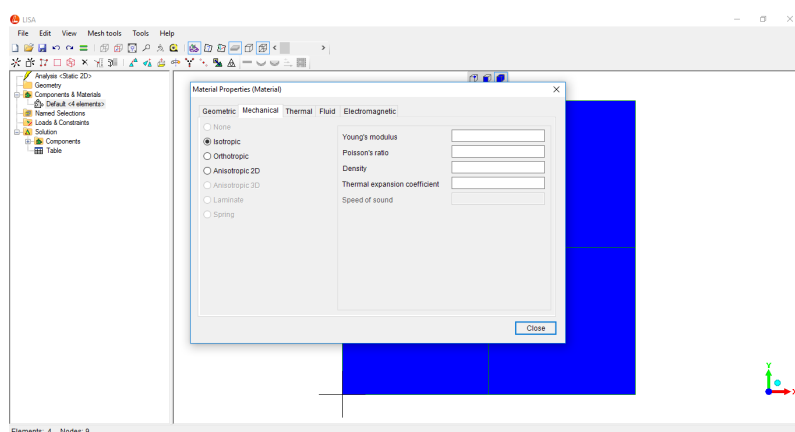 LISA
File Edit View Mesh tools Tools Help
Analysis <Static 2D>
Geometry
Components & Materials
Default <4 elements>
Named Selections
Loads & Constraints
Solution
Components
Table
Material Properties (Material)
Geometric Mechanical Thermal Fluid Electromagnetic
None
Isotropic
Orthotropic
Anisotropic 2D
Anisotropic 3D
Laminate
Spring
Young's modulus
Poisson's ratio
Density
Thermal expansion coefficient
Speed of sound
Close
Y
X
Elements: 4 Nodes: 9